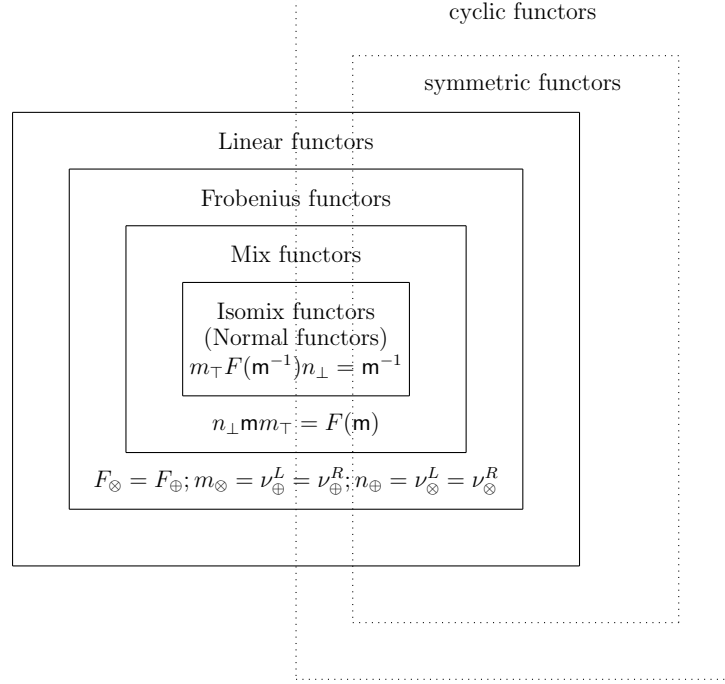 cyclic functors
symmetric functors
Linear functors
Frobenius functors
Mix functors
Isomix functors
(Normal functors)
$m_\top F(\mathsf{m}^{-1})n_\bot = \mathsf{m}^{-1}$
$n_\bot \mathsf{m} m_\top = F(\mathsf{m})$
$F_\otimes = F_\oplus; m_\otimes = \nu^L_\oplus = \nu^R_\oplus; n_\oplus = \nu^L_\otimes = \nu^R_\otimes$